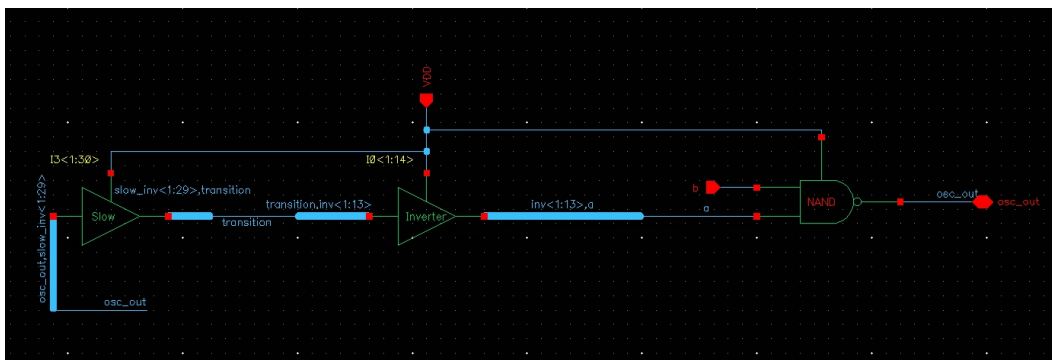 VDD
I3<1:30>
I0<1:14>
slow_inv<1:29>,transition
osc_out,slow_inv<1:29>
Slow
transition
transition,inv<1:13>
Inverter
inv<1:13>,a
b
a
NAND
osc_out
osc_out
osc_out